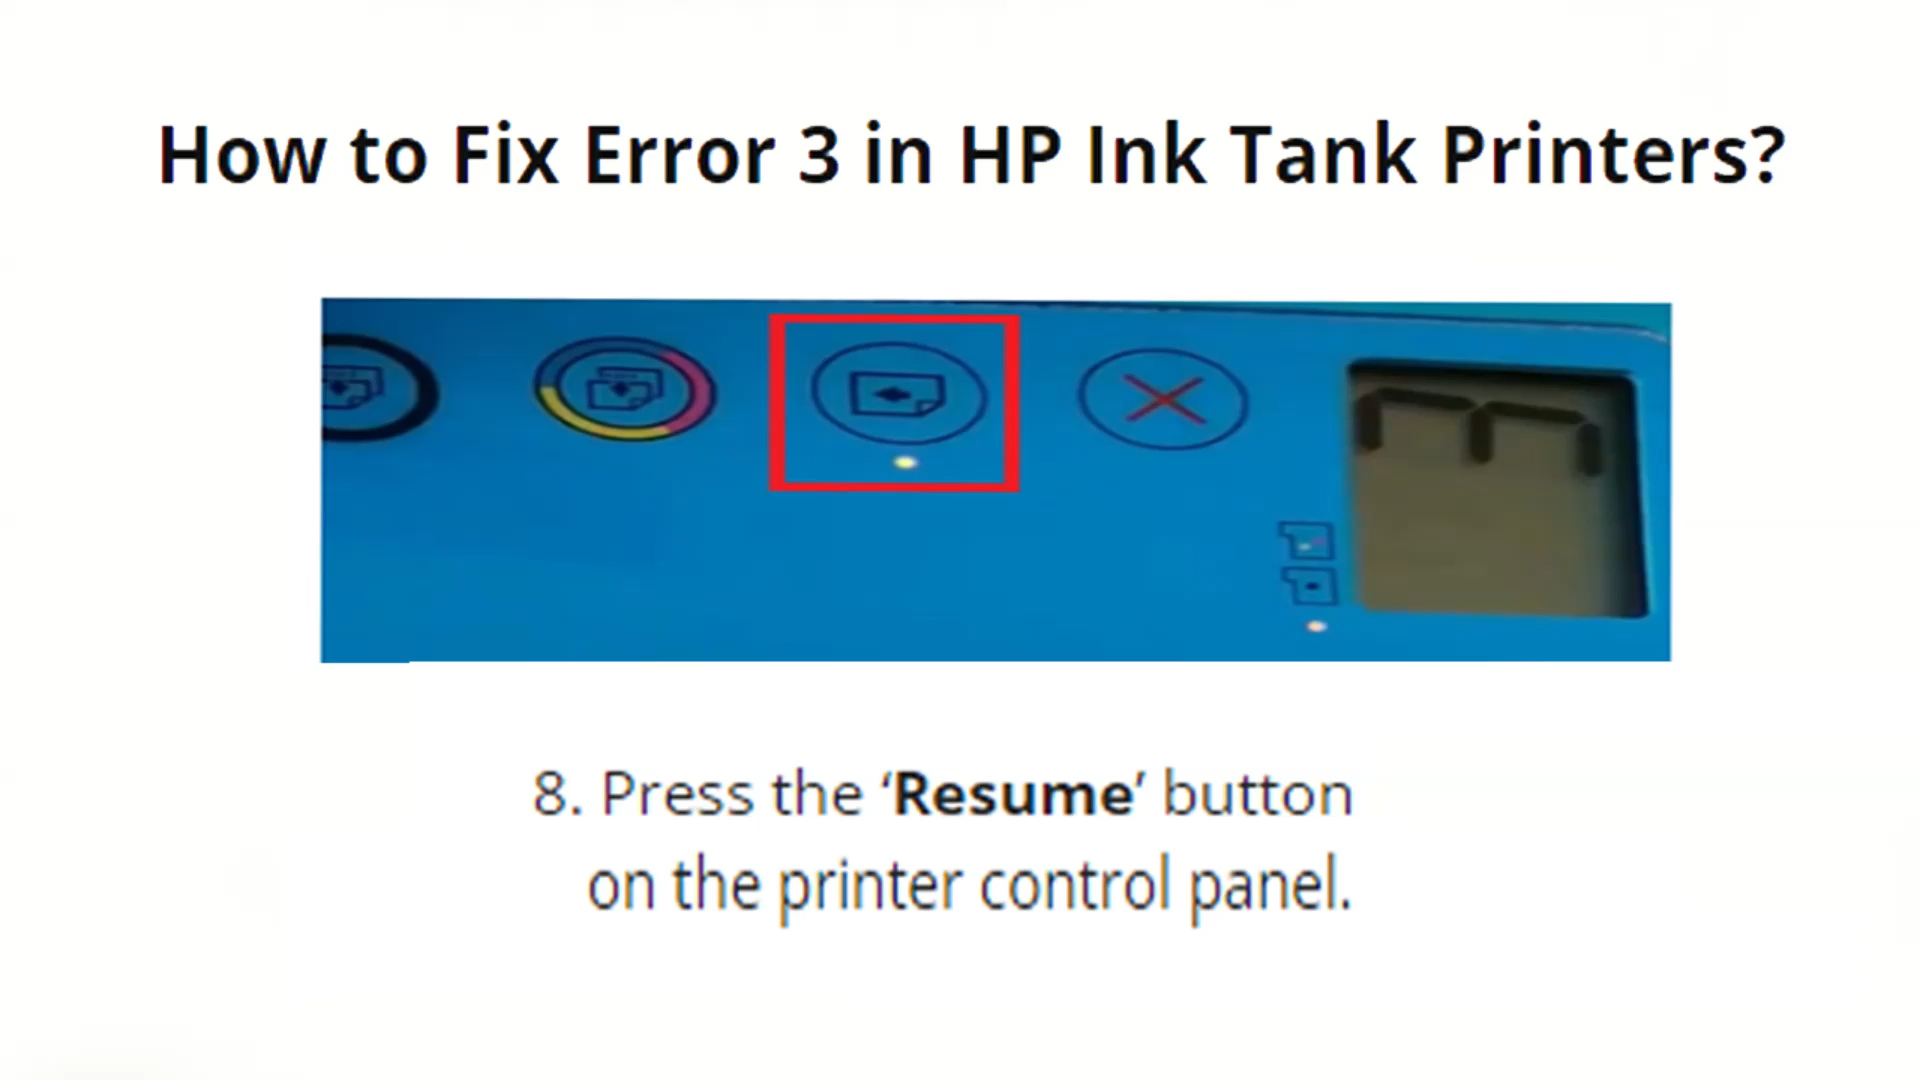 How to Fix Error 3 in HP Ink Tank Printers?
8. Press the ‘Resume’ button
on the printer control panel.